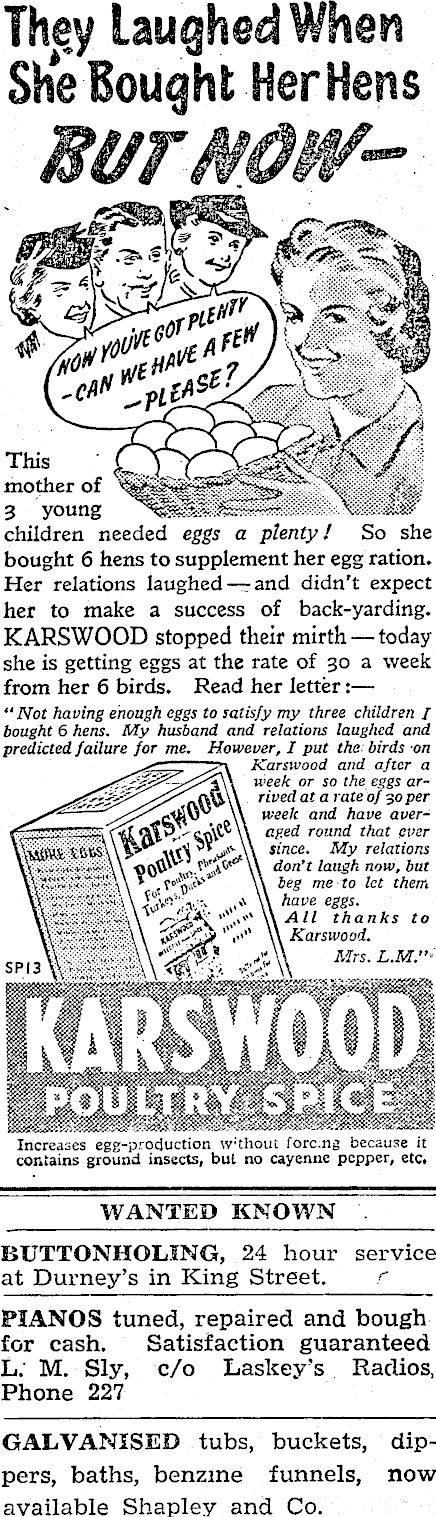 They Laughed When
She Bought Her Hens
BUT NOW—
NOW YOU'VE GOT PLENTY
-CAN WE HAVE A FEW
-PLEASE?
This
mother of
3 young
children needed eggs a plenty! So she
bought 6 hens to supplement her egg ration.
Her relations laughed—and didn't expect
her to make a success of back-yarding.
KARSWOOD stopped their mirth—today
she is getting eggs at the rate of 30 a week
from her 6 birds. Read her letter:—
"Not having enough eggs to satisfy my three children I
bought 6 hens. My husband and relations laughed and
predicted failure for me. However, I put the birds on
Karswood and after a
week or so the eggs ar-
rived at a rate of 30 per
week and have aver-
aged round that ever
since. My relations
don't laugh now, but
beg me to let them
have eggs.
All thanks to
Karswood.
Mrs. L.M."
MORE EGGS
Karswood
Poultry Spice
For Poultry, Pheasants,
Turkeys, Ducks and Geese
KARSWOOD
SP13
KARSWOOD
POULTRY SPICE
Increases egg-production without forcing because it
contains ground insects, but no cayenne pepper, etc.
WANTED KNOWN
BUTTONHOLING, 24 hour service
at Durney's in King Street.
PIANOS tuned, repaired and bough
for cash. Satisfaction guaranteed
L. M. Sly, c/o Laskey's Radios,
Phone 227
GALVANISED tubs, buckets, dip-
pers, baths, benzine funnels, now
available Shapley and Co.